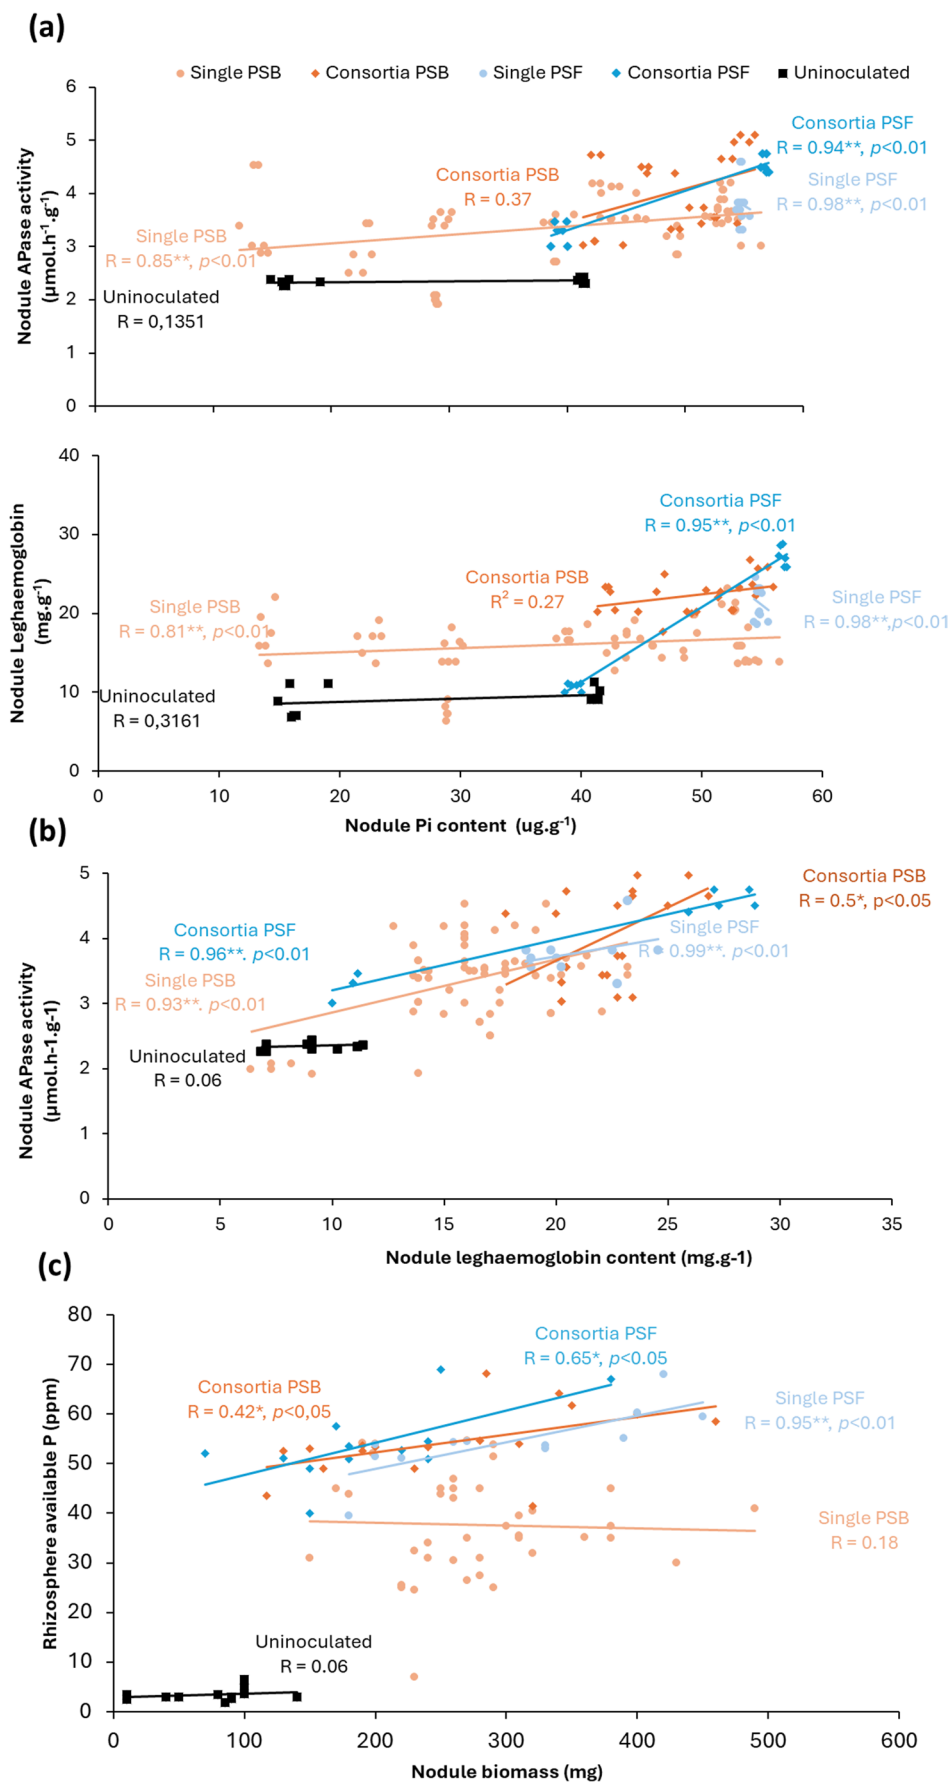 (a)
Single PSB Consortia PSB Single PSF Consortia PSF Uninoculated
Nodule APase activity
(µmol.h⁻¹.g⁻¹)
6
5
4
3
2
1
0
Consortia PSF
R = 0.94**, p<0.01
Single PSF
R = 0.98**, p<0.01
Consortia PSB
R = 0.37
Single PSB
R = 0.85**, p<0.01
Uninoculated
R = 0,1351
Nodule Leghaemoglobin
(mg.g⁻¹)
40
30
20
10
0
Consortia PSF
R = 0.95**, p<0.01
Consortia PSB
R² = 0.27
Single PSB
R = 0.81**, p<0.01
Single PSF
R = 0.98**,p<0.01
Uninoculated
R = 0,3161
0 10 20 30 40 50 60
Nodule Pi content (ug.g⁻¹)
(b)
Nodule APase activity
(µmol.h-1.g-1)
5
4
3
2
1
0
Consortia PSB
R = 0.5*, p<0.05
Consortia PSF
R = 0.96**. p<0.01
Single PSF
R = 0.99**. p<0.01
Single PSB
R = 0.93**. p<0.01
Uninoculated
R = 0.06
0 5 10 15 20 25 30 35
Nodule leghaemoglobin content (mg.g-1)
(c)
Rhizosphere available P (ppm)
80
70
60
50
40
30
20
10
0
Consortia PSF
R = 0.65*, p<0.05
Consortia PSB
R = 0.42*, p<0,05
Single PSF
R = 0.95**, p<0.01
Single PSB
R = 0.18
Uninoculated
R = 0.06
0 100 200 300 400 500 600
Nodule biomass (mg)